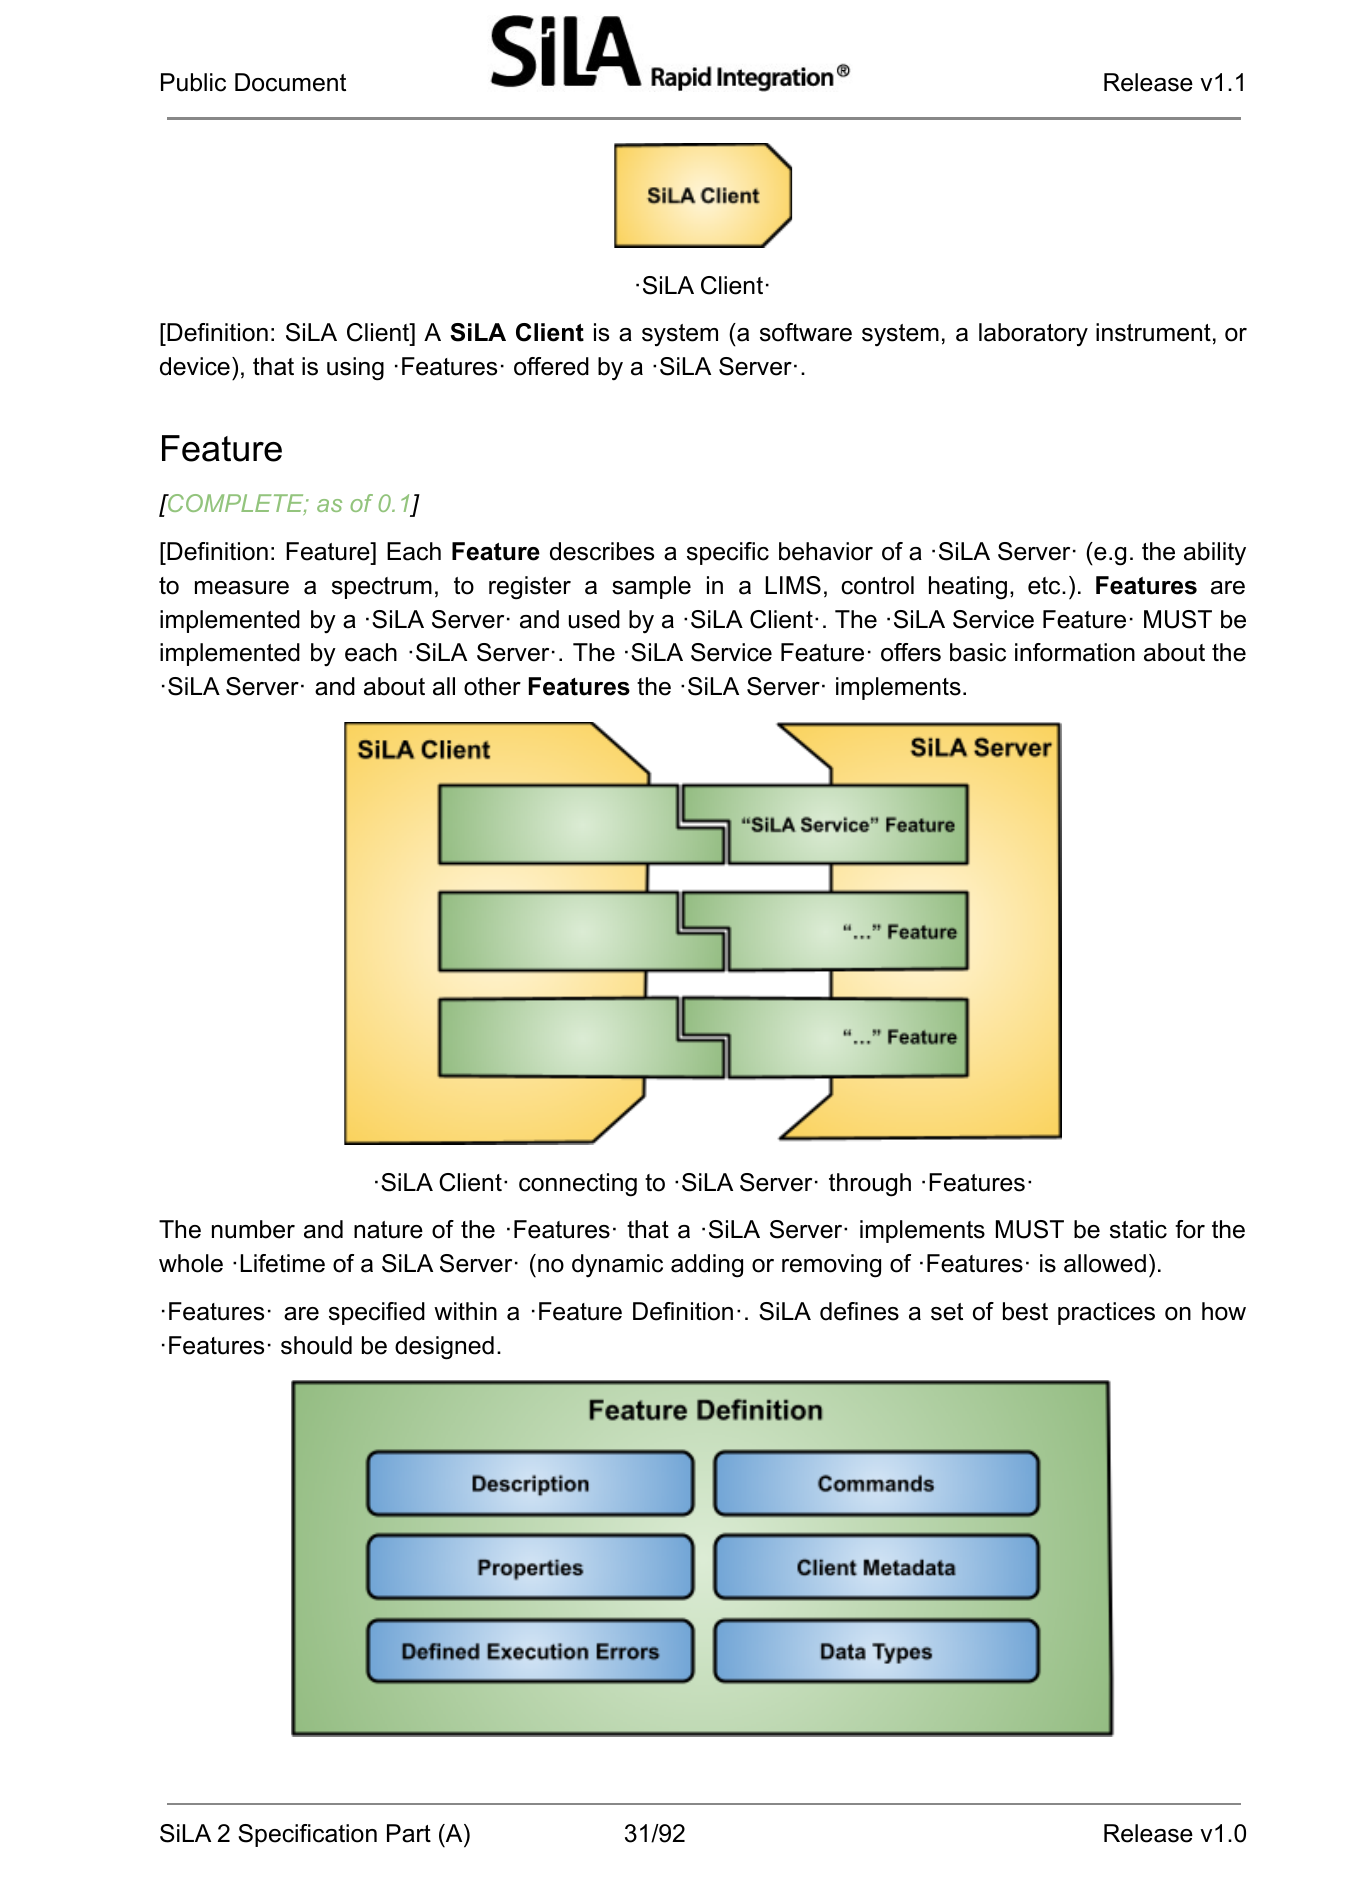 Public Document
SiLA Rapid Integration®
Release v1.1
SiLA Client
·SiLA Client·
[Definition: SiLA Client] A SiLA Client is a system (a software system, a laboratory instrument, or
device), that is using ·Features· offered by a ·SiLA Server·.
Feature
[COMPLETE; as of 0.1]
[Definition: Feature] Each Feature describes a specific behavior of a ·SiLA Server· (e.g. the ability
to measure a spectrum, to register a sample in a LIMS, control heating, etc.). Features are
implemented by a ·SiLA Server· and used by a ·SiLA Client·. The ·SiLA Service Feature· MUST be
implemented by each ·SiLA Server·. The ·SiLA Service Feature· offers basic information about the
·SiLA Server· and about all other Features the ·SiLA Server· implements.
SiLA Client
SiLA Server
“SiLA Service” Feature
“...” Feature
“...” Feature
·SiLA Client· connecting to ·SiLA Server· through ·Features·
The number and nature of the ·Features· that a ·SiLA Server· implements MUST be static for the
whole ·Lifetime of a SiLA Server· (no dynamic adding or removing of ·Features· is allowed).
·Features· are specified within a ·Feature Definition·. SiLA defines a set of best practices on how
·Features· should be designed.
Feature Definition
Description
Commands
Properties
Client Metadata
Defined Execution Errors
Data Types
SiLA 2 Specification Part (A)
31/92
Release v1.0